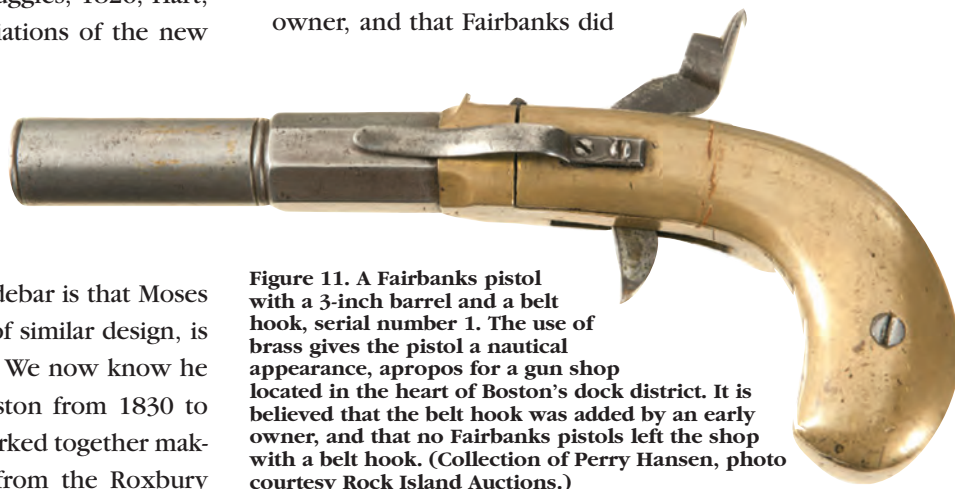 iations of the new
owner, and that Fairbanks did
debar is that Moses
of similar design, is
We now know he
ston from 1830 to
rked together mak-
from the Roxbury
Figure 11. A Fairbanks pistol
with a 3-inch barrel and a belt
hook, serial number 1. The use of
brass gives the pistol a nautical
appearance, apropos for a gun shop
located in the heart of Boston’s dock district. It is
believed that the belt hook was added by an early
owner, and that no Fairbanks pistols left the shop
with a belt hook. (Collection of Perry Hansen, photo
courtesy Rock Island Auctions.)